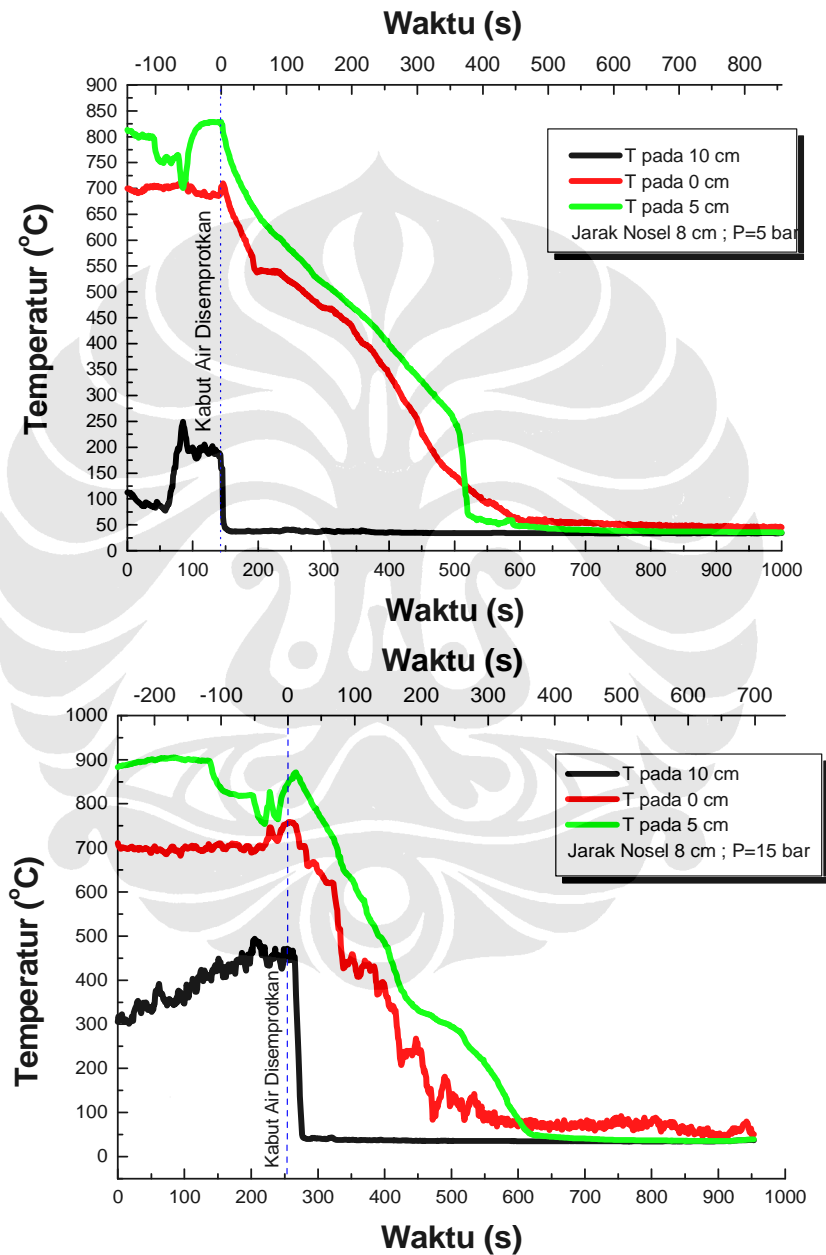 Waktu (s)
-100 0 100 200 300 400 500 600 700 800
900
850
800
750
700
650
600
550
500
450
400
350
300
250
200
150
100
50
0
Temperatur (°C)
Kabut Air Disemprotkan
T pada 10 cm
T pada 0 cm
T pada 5 cm
Jarak Nosel 8 cm ; P=5 bar
0 100 200 300 400 500 600 700 800 900 1000
Waktu (s)
Waktu (s)
-200 -100 0 100 200 300 400 500 600 700
1000
900
800
700
600
500
400
300
200
100
0
Temperatur (°C)
Kabut Air Disemprotkan
T pada 10 cm
T pada 0 cm
T pada 5 cm
Jarak Nosel 8 cm ; P=15 bar
0 100 200 300 400 500 600 700 800 900 1000
Waktu (s)